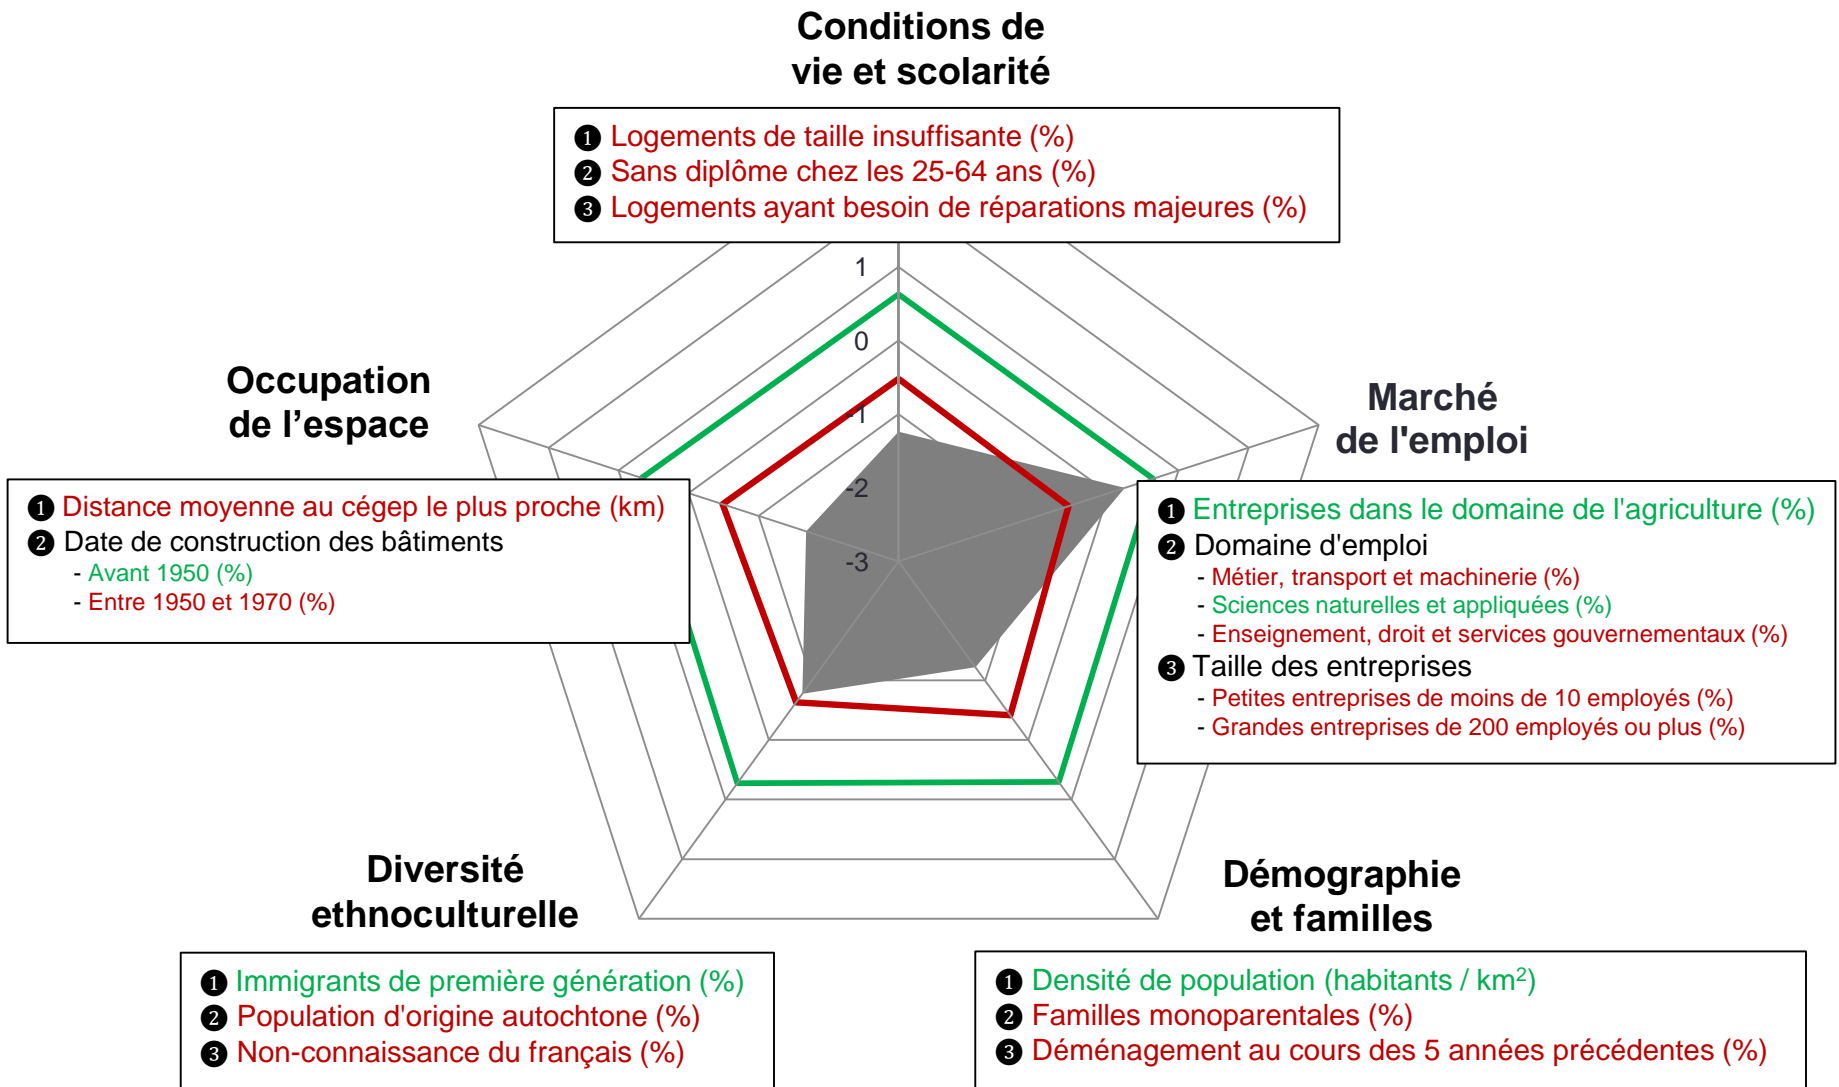 Conditions de
vie et scolarité
❶ Logements de taille insuffisante (%)
❷ Sans diplôme chez les 25-64 ans (%)
❸ Logements ayant besoin de réparations majeures (%)
1
0
-1
-2
-3
Occupation
de l’espace
❶ Distance moyenne au cégep le plus proche (km)
❷ Date de construction des bâtiments
- Avant 1950 (%)
- Entre 1950 et 1970 (%)
Marché
de l'emploi
❶ Entreprises dans le domaine de l'agriculture (%)
❷ Domaine d'emploi
- Métier, transport et machinerie (%)
- Sciences naturelles et appliquées (%)
- Enseignement, droit et services gouvernementaux (%)
❸ Taille des entreprises
- Petites entreprises de moins de 10 employés (%)
- Grandes entreprises de 200 employés ou plus (%)
Diversité
ethnoculturelle
❶ Immigrants de première génération (%)
❷ Population d'origine autochtone (%)
❸ Non-connaissance du français (%)
Démographie
et familles
❶ Densité de population (habitants / km²)
❷ Familles monoparentales (%)
❸ Déménagement au cours des 5 années précédentes (%)